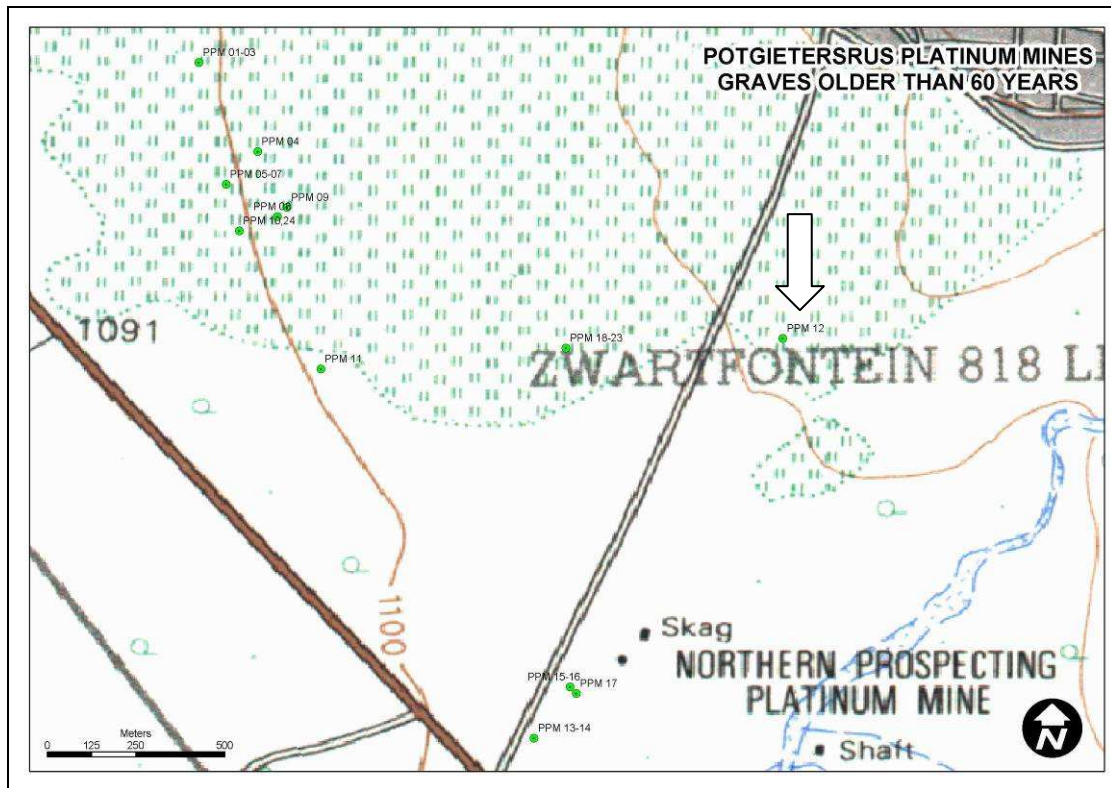 POTGIETERSRUS PLATINUM MINES
GRAVES OLDER THAN 60 YEARS
PPM 01-03
PPM 04
PPM 05-07
PPM 09
PPM 08
PPM 10,24
1091
PPM 12
PPM 18-23
PPM 11
ZWARTFONTEIN 818 L
1100
Skag
NORTHERN PROSPECTING
PLATINUM MINE
PPM 15-16
PPM 17
PPM 13-14
Shaft
Meters
0 125 250 500
N